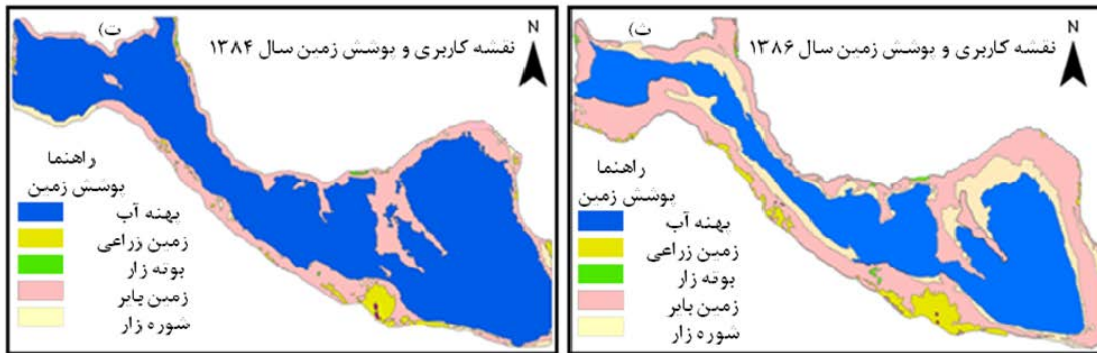 ت)
N
نقشه کاربری و پوشش زمین سال ۱۳۸۴
راهنما
پوشش زمین
پهنه آب
زمین زراعی
بوته زار
زمین بایر
شوره زار
ث)
N
نقشه کاربری و پوشش زمین سال ۱۳۸۶
راهنما
پوشش زمین
پهنه آب
زمین زراعی
بوته زار
زمین بایر
شوره زار